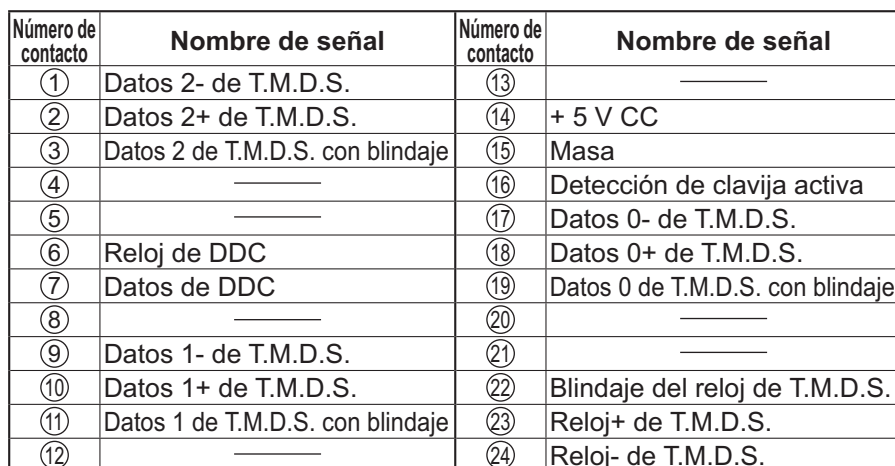 Número de contacto Nombre de señal Número de contacto Nombre de señal
① Datos 2- de T.M.D.S. ⑬ ———
② Datos 2+ de T.M.D.S. ⑭ + 5 V CC
③ Datos 2 de T.M.D.S. con blindaje ⑮ Masa
④ ——— ⑯ Detección de clavija activa
⑤ ——— ⑰ Datos 0- de T.M.D.S.
⑥ Reloj de DDC ⑱ Datos 0+ de T.M.D.S.
⑦ Datos de DDC ⑲ Datos 0 de T.M.D.S. con blindaje
⑧ ——— ⑳ ———
⑨ Datos 1- de T.M.D.S. ㉑ ———
⑩ Datos 1+ de T.M.D.S. ㉒ Blindaje del reloj de T.M.D.S.
⑪ Datos 1 de T.M.D.S. con blindaje ㉓ Reloj+ de T.M.D.S.
⑫ ——— ㉔ Reloj- de T.M.D.S.